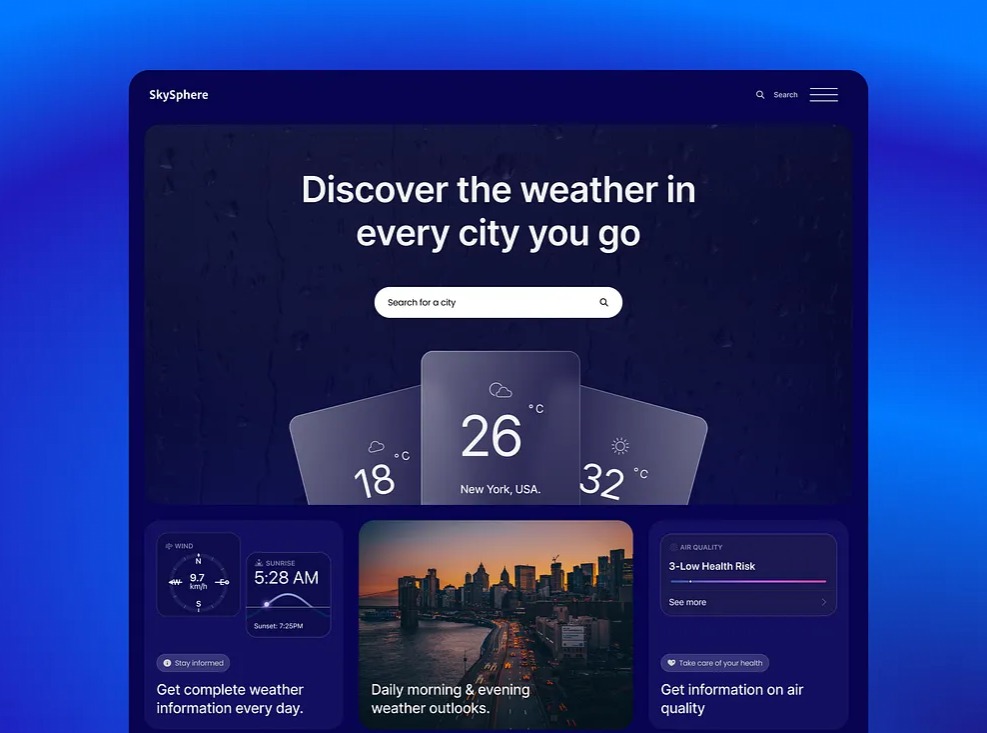 SkySphere
Search
Discover the weather in
every city you go
Search for a city
18 °C
26 °C
New York, USA.
32 °C
WIND
N
W
9.7
km/h
E
S
SUNRISE
5:28 AM
Sunset: 7:25PM
Stay informed
Get complete weather
information every day.
Daily morning & evening
weather outlooks.
AIR QUALITY
3-Low Health Risk
See more
Take care of your health
Get information on air
quality